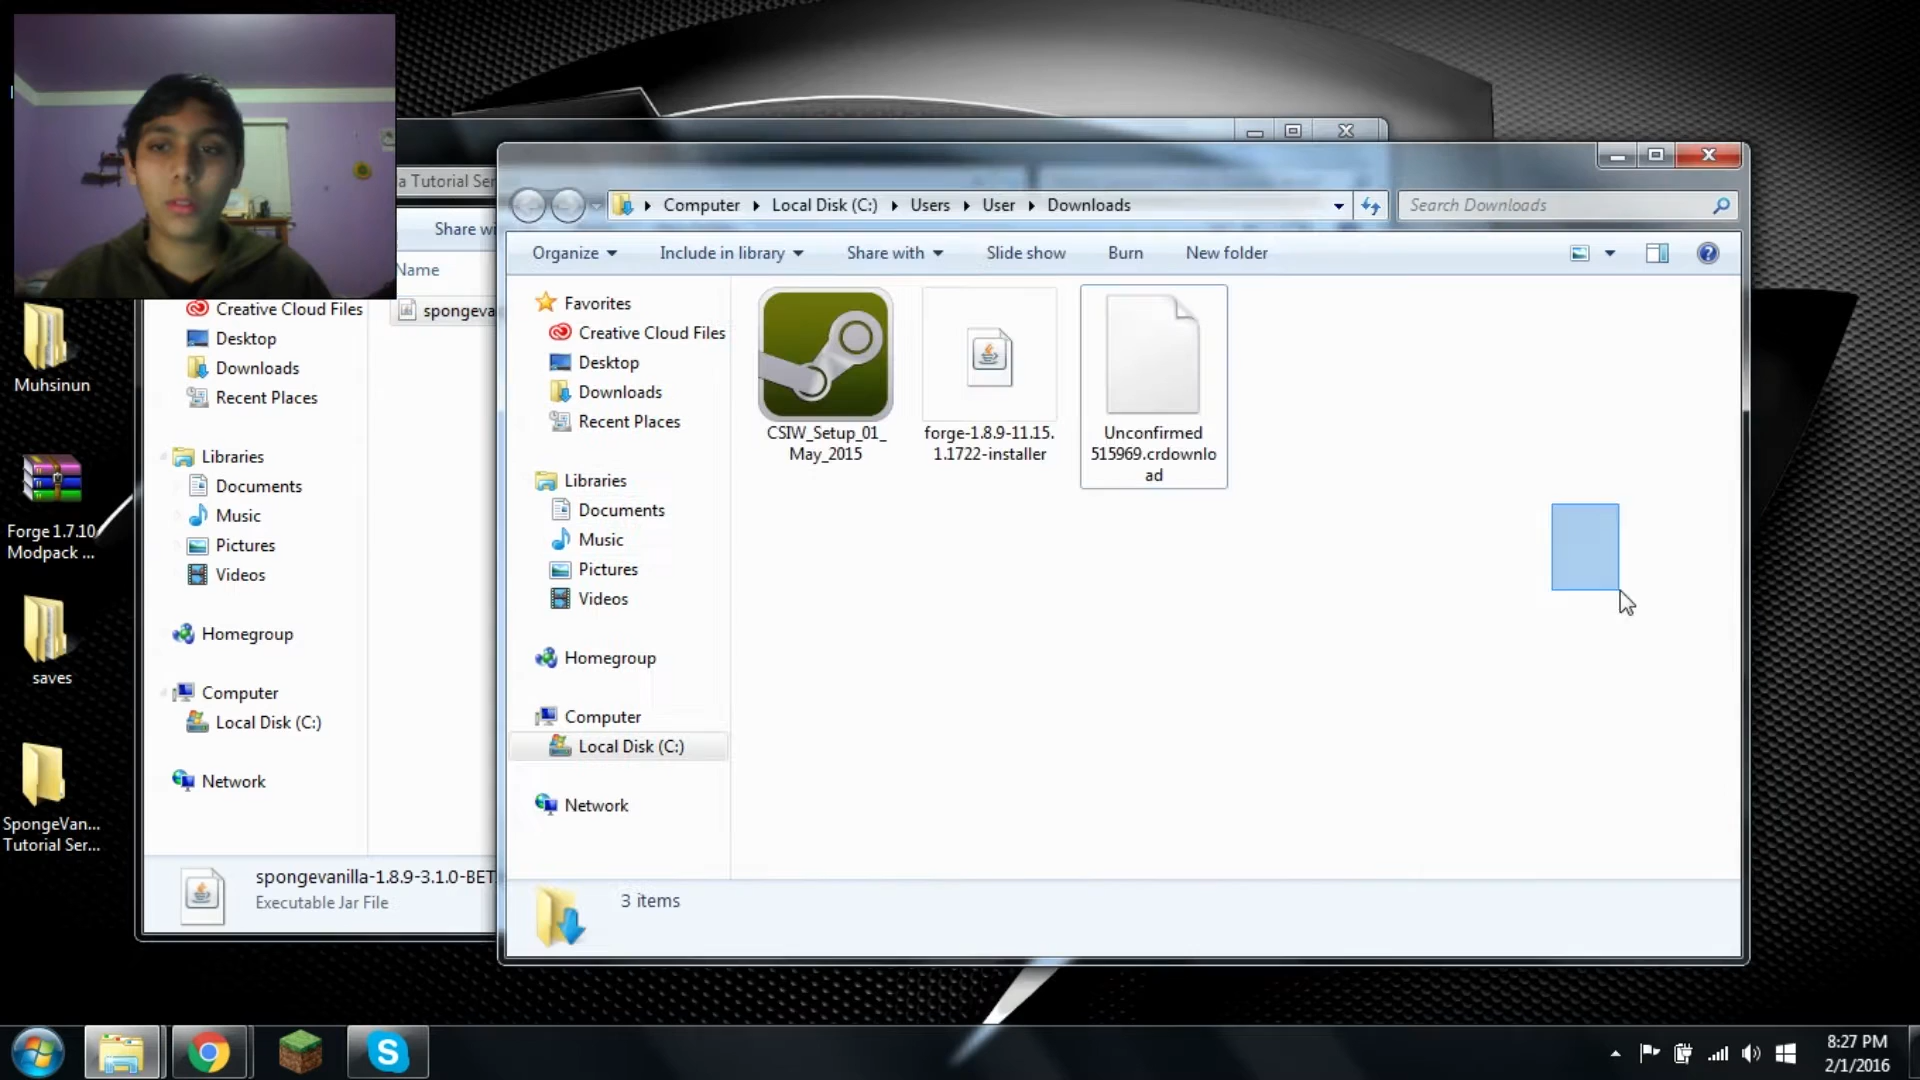 a Tutorial Ser
Share wi
Name
Creative Cloud Files
Desktop
Downloads
Recent Places
Libraries
Documents
Music
Pictures
Videos
Homegroup
Computer
Local Disk (C:)
Network
spongeva
spongevanilla-1.8.9-3.1.0-BET
Executable Jar File
Muhsinun
Forge 1.7.10
Modpack ...
saves
SpongeVan...
Tutorial Ser...
Computer
Local Disk (C:)
Users
User
Downloads
Search Downloads
Organize
Include in library
Share with
Slide show
Burn
New folder
Favorites
Creative Cloud Files
Desktop
Downloads
Recent Places
Libraries
Documents
Music
Pictures
Videos
Homegroup
Computer
Local Disk (C:)
Network
CSIW_Setup_01_
May_2015
forge-1.8.9-11.15.
1.1722-installer
Unconfirmed
515969.crdownlo
ad
3 items
8:27 PM
2/1/2016